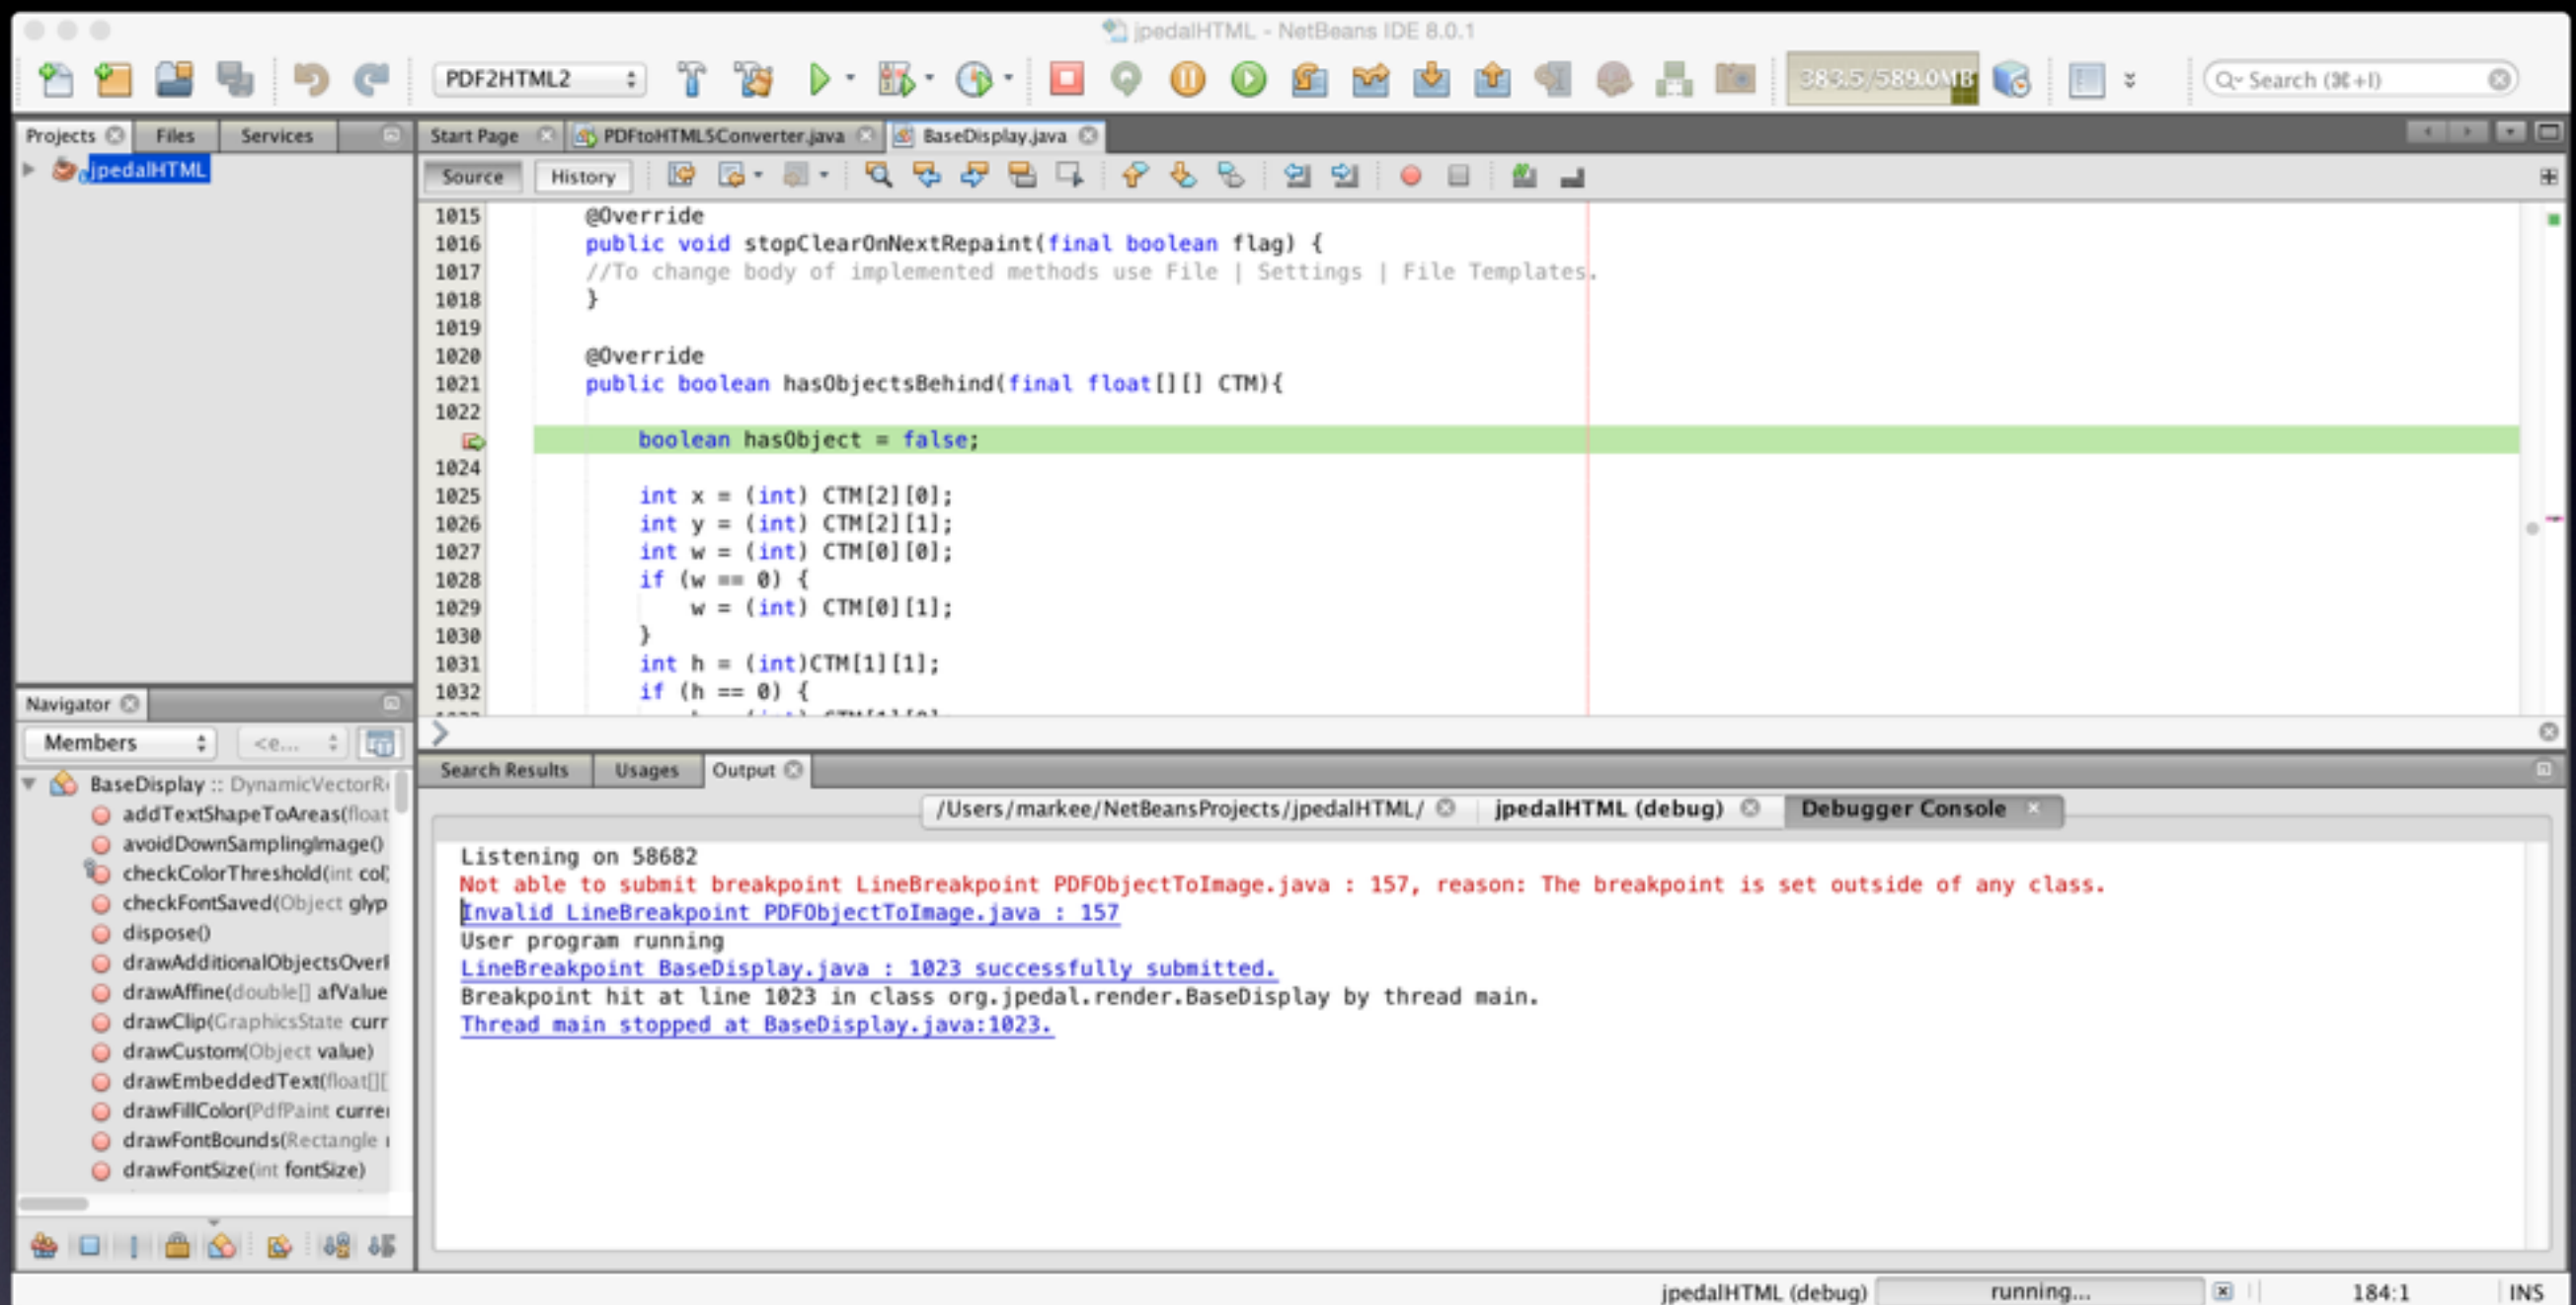 jpedalHTML - NetBeans IDE 8.0.1
PDF2HTML2
383.5/589.0MB
Search (⌘+I)
Projects Files Services
jpedalHTML
Start Page PDFtoHTML5Converter.java BaseDisplay.java
Source History
1015 @Override
1016 public void stopClearOnNextRepaint(final boolean flag) {
1017 //To change body of implemented methods use File | Settings | File Templates.
1018 }
1019
1020 @Override
1021 public boolean hasObjectsBehind(final float[][] CTM){
1022
boolean hasObject = false;
1024
1025 int x = (int) CTM[2][0];
1026 int y = (int) CTM[2][1];
1027 int w = (int) CTM[0][0];
1028 if (w == 0) {
1029 w = (int) CTM[0][1];
1030 }
1031 int h = (int)CTM[1][1];
1032 if (h == 0) {
Navigator
Members <e...
BaseDisplay :: DynamicVectorR
addTextShapeToAreas(float
avoidDownSamplingImage()
checkColorThreshold(int col
checkFontSaved(Object glyp
dispose()
drawAdditionalObjectsOver
drawAffine(double[] afValue
drawClip(GraphicsState curr
drawCustom(Object value)
drawEmbeddedText(float[][
drawFillColor(PdfPaint curre
drawFontBounds(Rectangle
drawFontSize(int fontSize)
Search Results Usages Output
/Users/markee/NetBeansProjects/jpedalHTML/ jpedalHTML (debug) Debugger Console
Listening on 58682
Not able to submit breakpoint LineBreakpoint PDFObjectToImage.java : 157, reason: The breakpoint is set outside of any class.
Invalid LineBreakpoint PDFObjectToImage.java : 157
User program running
LineBreakpoint BaseDisplay.java : 1023 successfully submitted.
Breakpoint hit at line 1023 in class org.jpedal.render.BaseDisplay by thread main.
Thread main stopped at BaseDisplay.java:1023.
jpedalHTML (debug) running... 184:1 INS